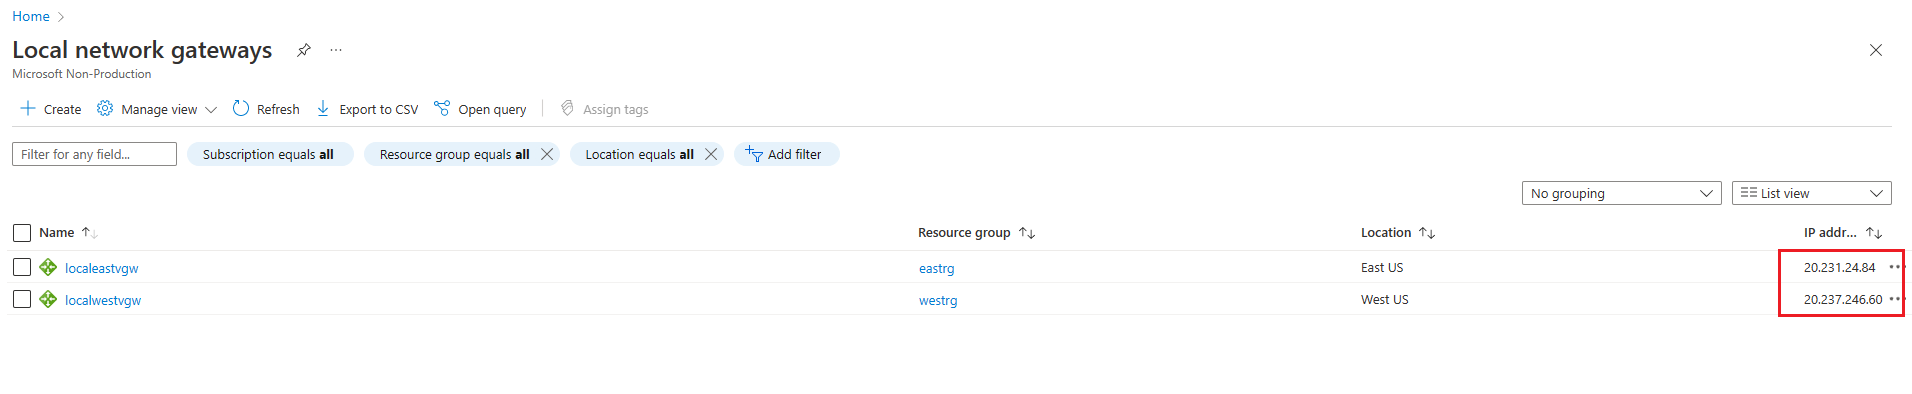 Home
Local network gateways
Microsoft Non-Production
Create Manage view Refresh Export to CSV Open query Assign tags
Filter for any field... Subscription equals all Resource group equals all Location equals all Add filter
No grouping List view
Name Resource group Location IP addr...
localeastvgw eastrg East US 20.231.24.84
localwestvgw westrg West US 20.237.246.60